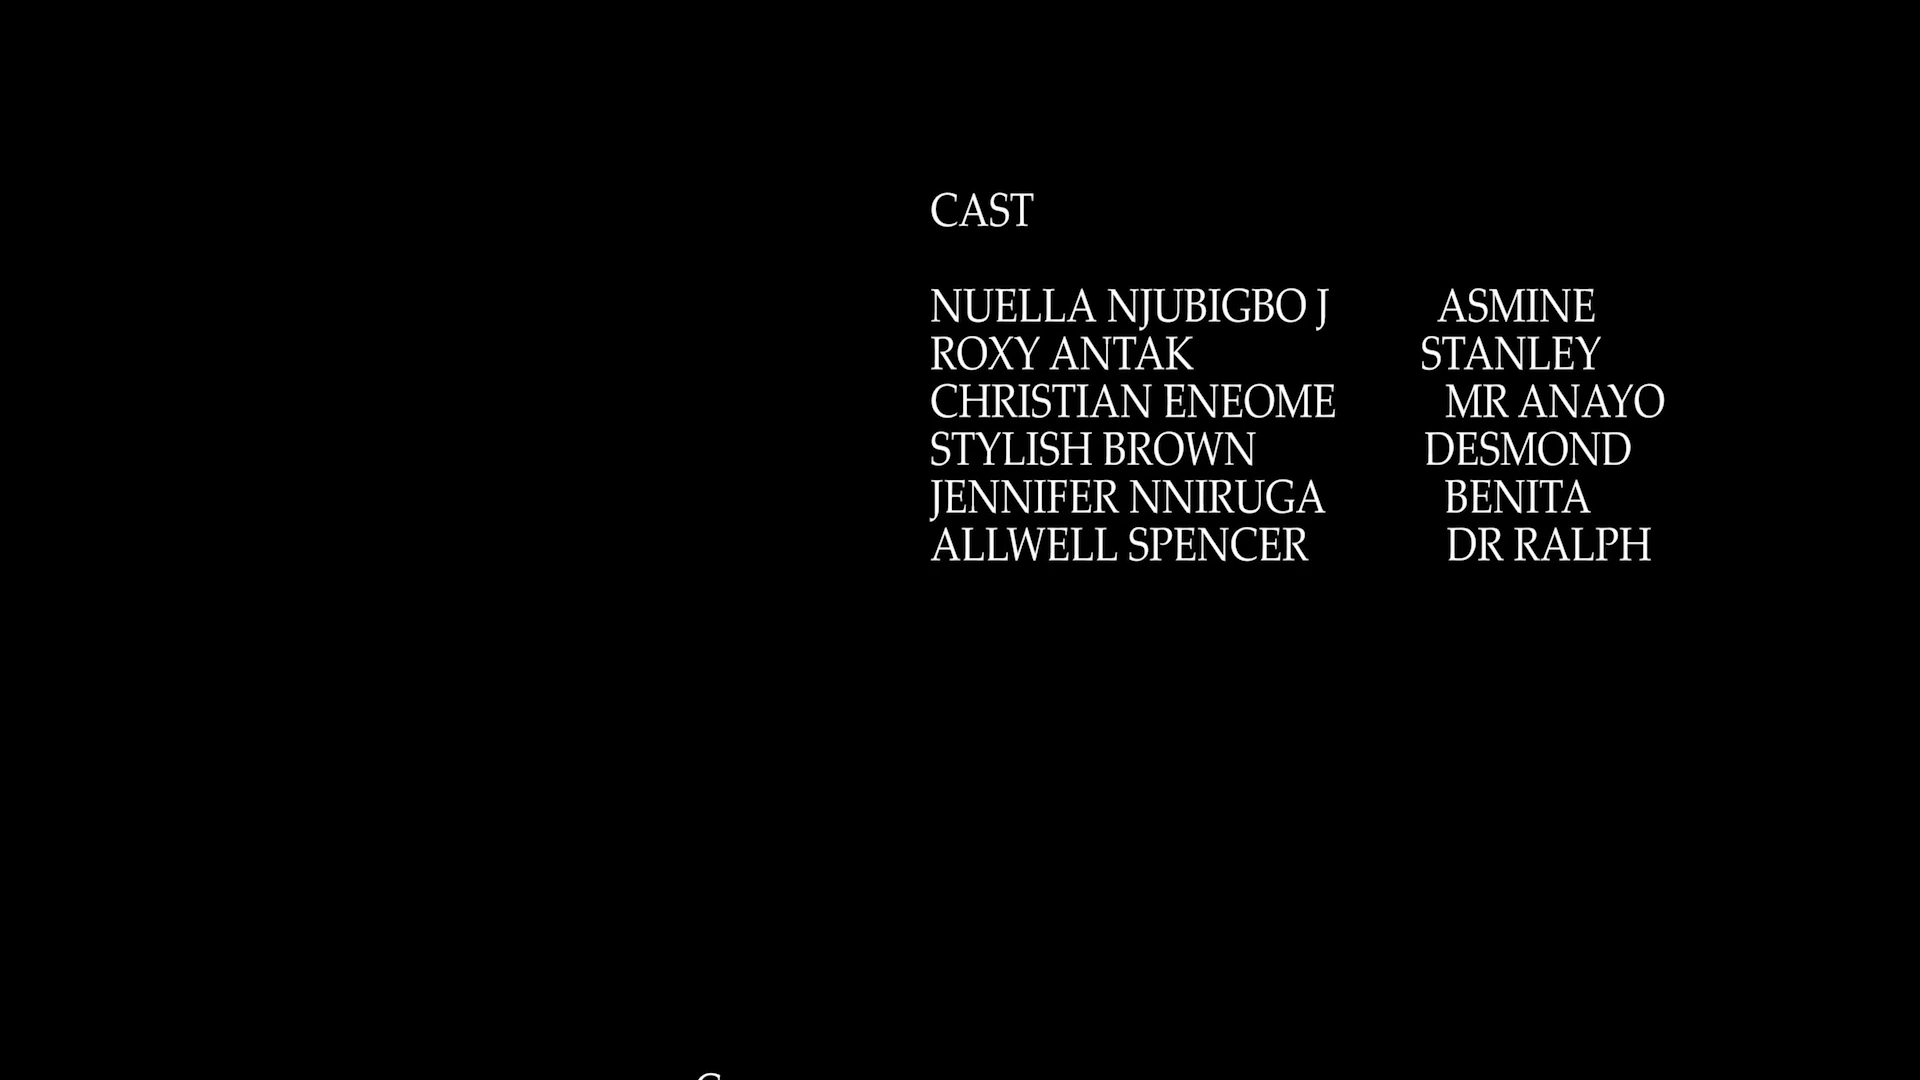 CAST
NUELLA NJUBIGBO J ASMINE
ROXY ANTAK STANLEY
CHRISTIAN ENEOME MR ANAYO
STYLISH BROWN DESMOND
JENNIFER NNIRUGA BENITA
ALLWELL SPENCER DR RALPH